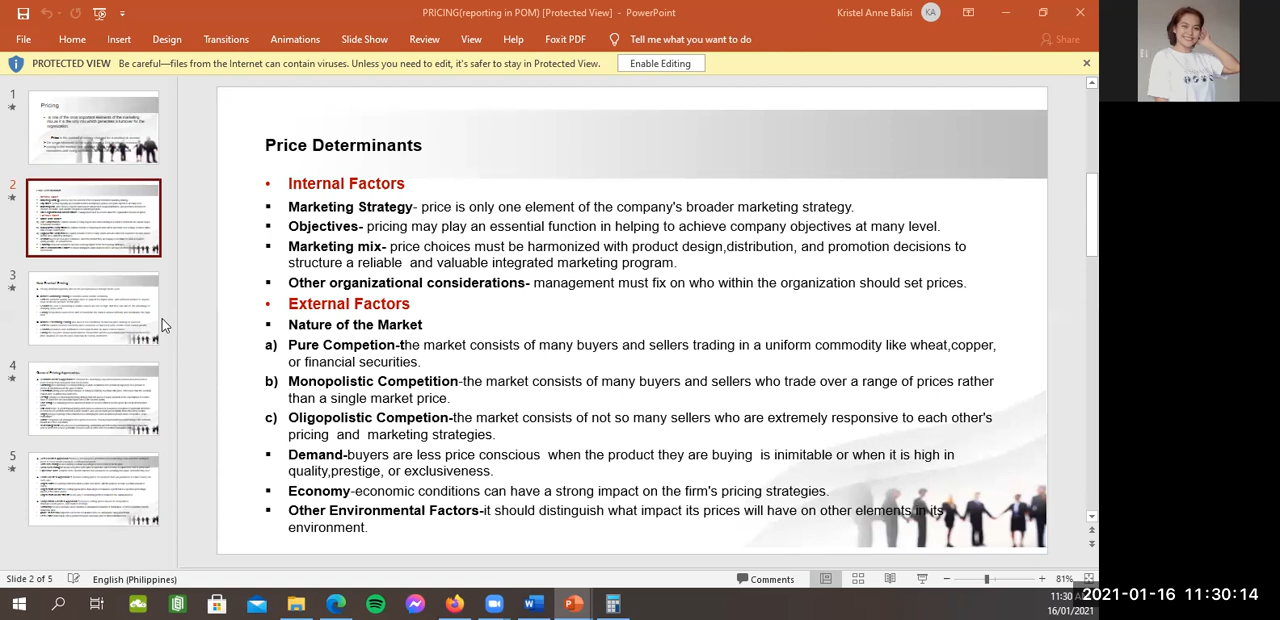 PRICING(reporting in POM) [Protected View] - PowerPoint
Kristel Anne Balisi
KA
File Home Insert Design Transitions Animations Slide Show Review View Help Foxit PDF Tell me what you want to do Share
PROTECTED VIEW Be careful—files from the Internet can contain viruses. Unless you need to edit, it's safer to stay in Protected View. Enable Editing
1
Pricing
2
3
4
5
Price Determinants
• Internal Factors
▪ Marketing Strategy- price is only one element of the company's broader marketing strategy.
▪ Objectives- pricing may play an important function in helping to achieve company objectives at many level.
▪ Marketing mix- price choices must be harmonized with product design,distribution, and promotion decisions to
structure a reliable and valuable integrated marketing program.
▪ Other organizational considerations- management must fix on who within the organization should set prices.
• External Factors
▪ Nature of the Market
a) Pure Competion-the market consists of many buyers and sellers trading in a uniform commodity like wheat,copper,
or financial securities.
b) Monopolistic Competition-the market consists of many buyers and sellers who trade over a range of prices rather
than a single market price.
c) Oligopolistic Competion-the market consists of not so many sellers who are extremely responsive to each other's
pricing and marketing strategies.
▪ Demand-buyers are less price sensitive when the product they are buying is inimitable or when it is high in
quality,prestige, or exclusiveness.
▪ Economy-economic conditions can have a strong impact on the firm's pricing strategies.
▪ Other Environmental Factors-
distinguish what impact its prices will have on other elements in its
environment.
Slide 2 of 5 English (Philippines) Comments 81%
11:30
16/01/2021
2021-01-16 11:30:14